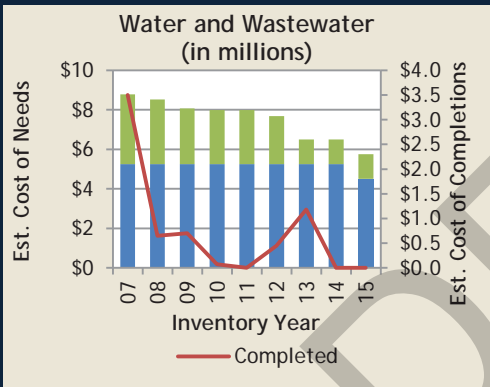 Water and Wastewater
(in millions)
Est. Cost of Needs
$10
$8
$6
$4
$2
$0
$4.0
$3.5
$3.0
$2.5
$2.0
$1.5
$1.0
$0.5
$0.0
Est. Cost of Completions
07 08 09 10 11 12 13 14 15
Inventory Year
Completed